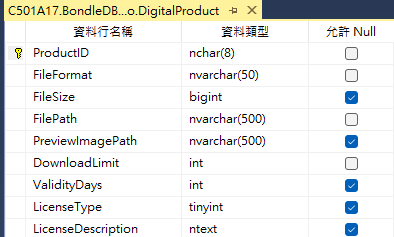 C501A17.BondleDB...o.DigitalProduct
資料行名稱 資料類型 允許 Null
ProductID nchar(8)
FileFormat nvarchar(50)
FileSize bigint
FilePath nvarchar(500)
PreviewImagePath nvarchar(500)
DownloadLimit int
ValidityDays int
LicenseType tinyint
LicenseDescription ntext